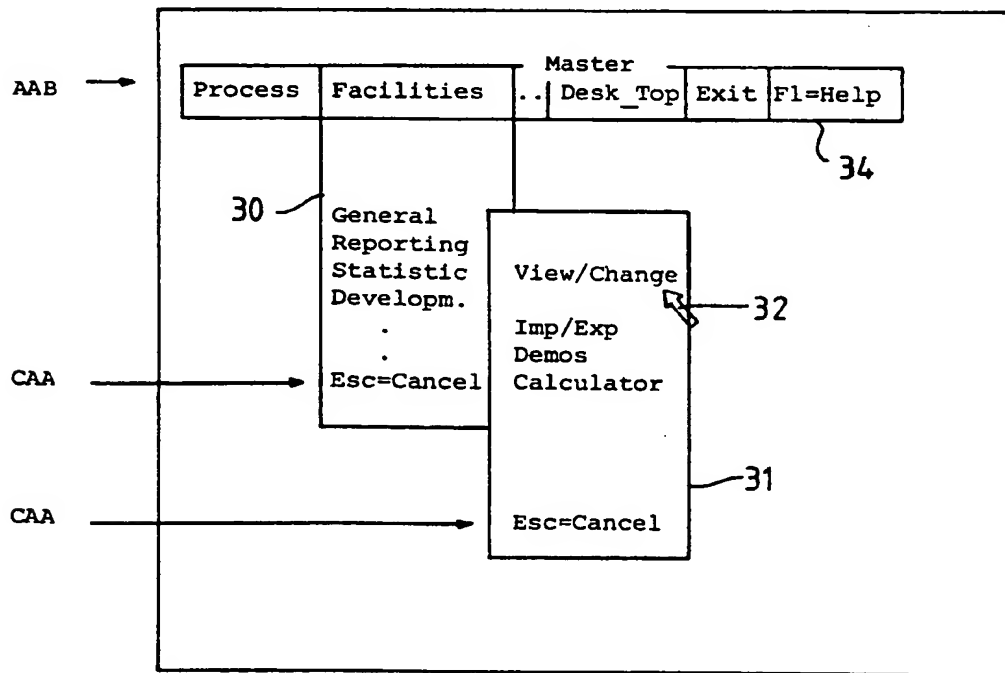 Master
AAB
Process Facilities .. Desk_Top Exit F1=Help
34
30
General
Reporting
Statistic
Developm.
.
.
CAA
Esc=Cancel
View/Change
32
Imp/Exp
Demos
Calculator
31
CAA
Esc=Cancel